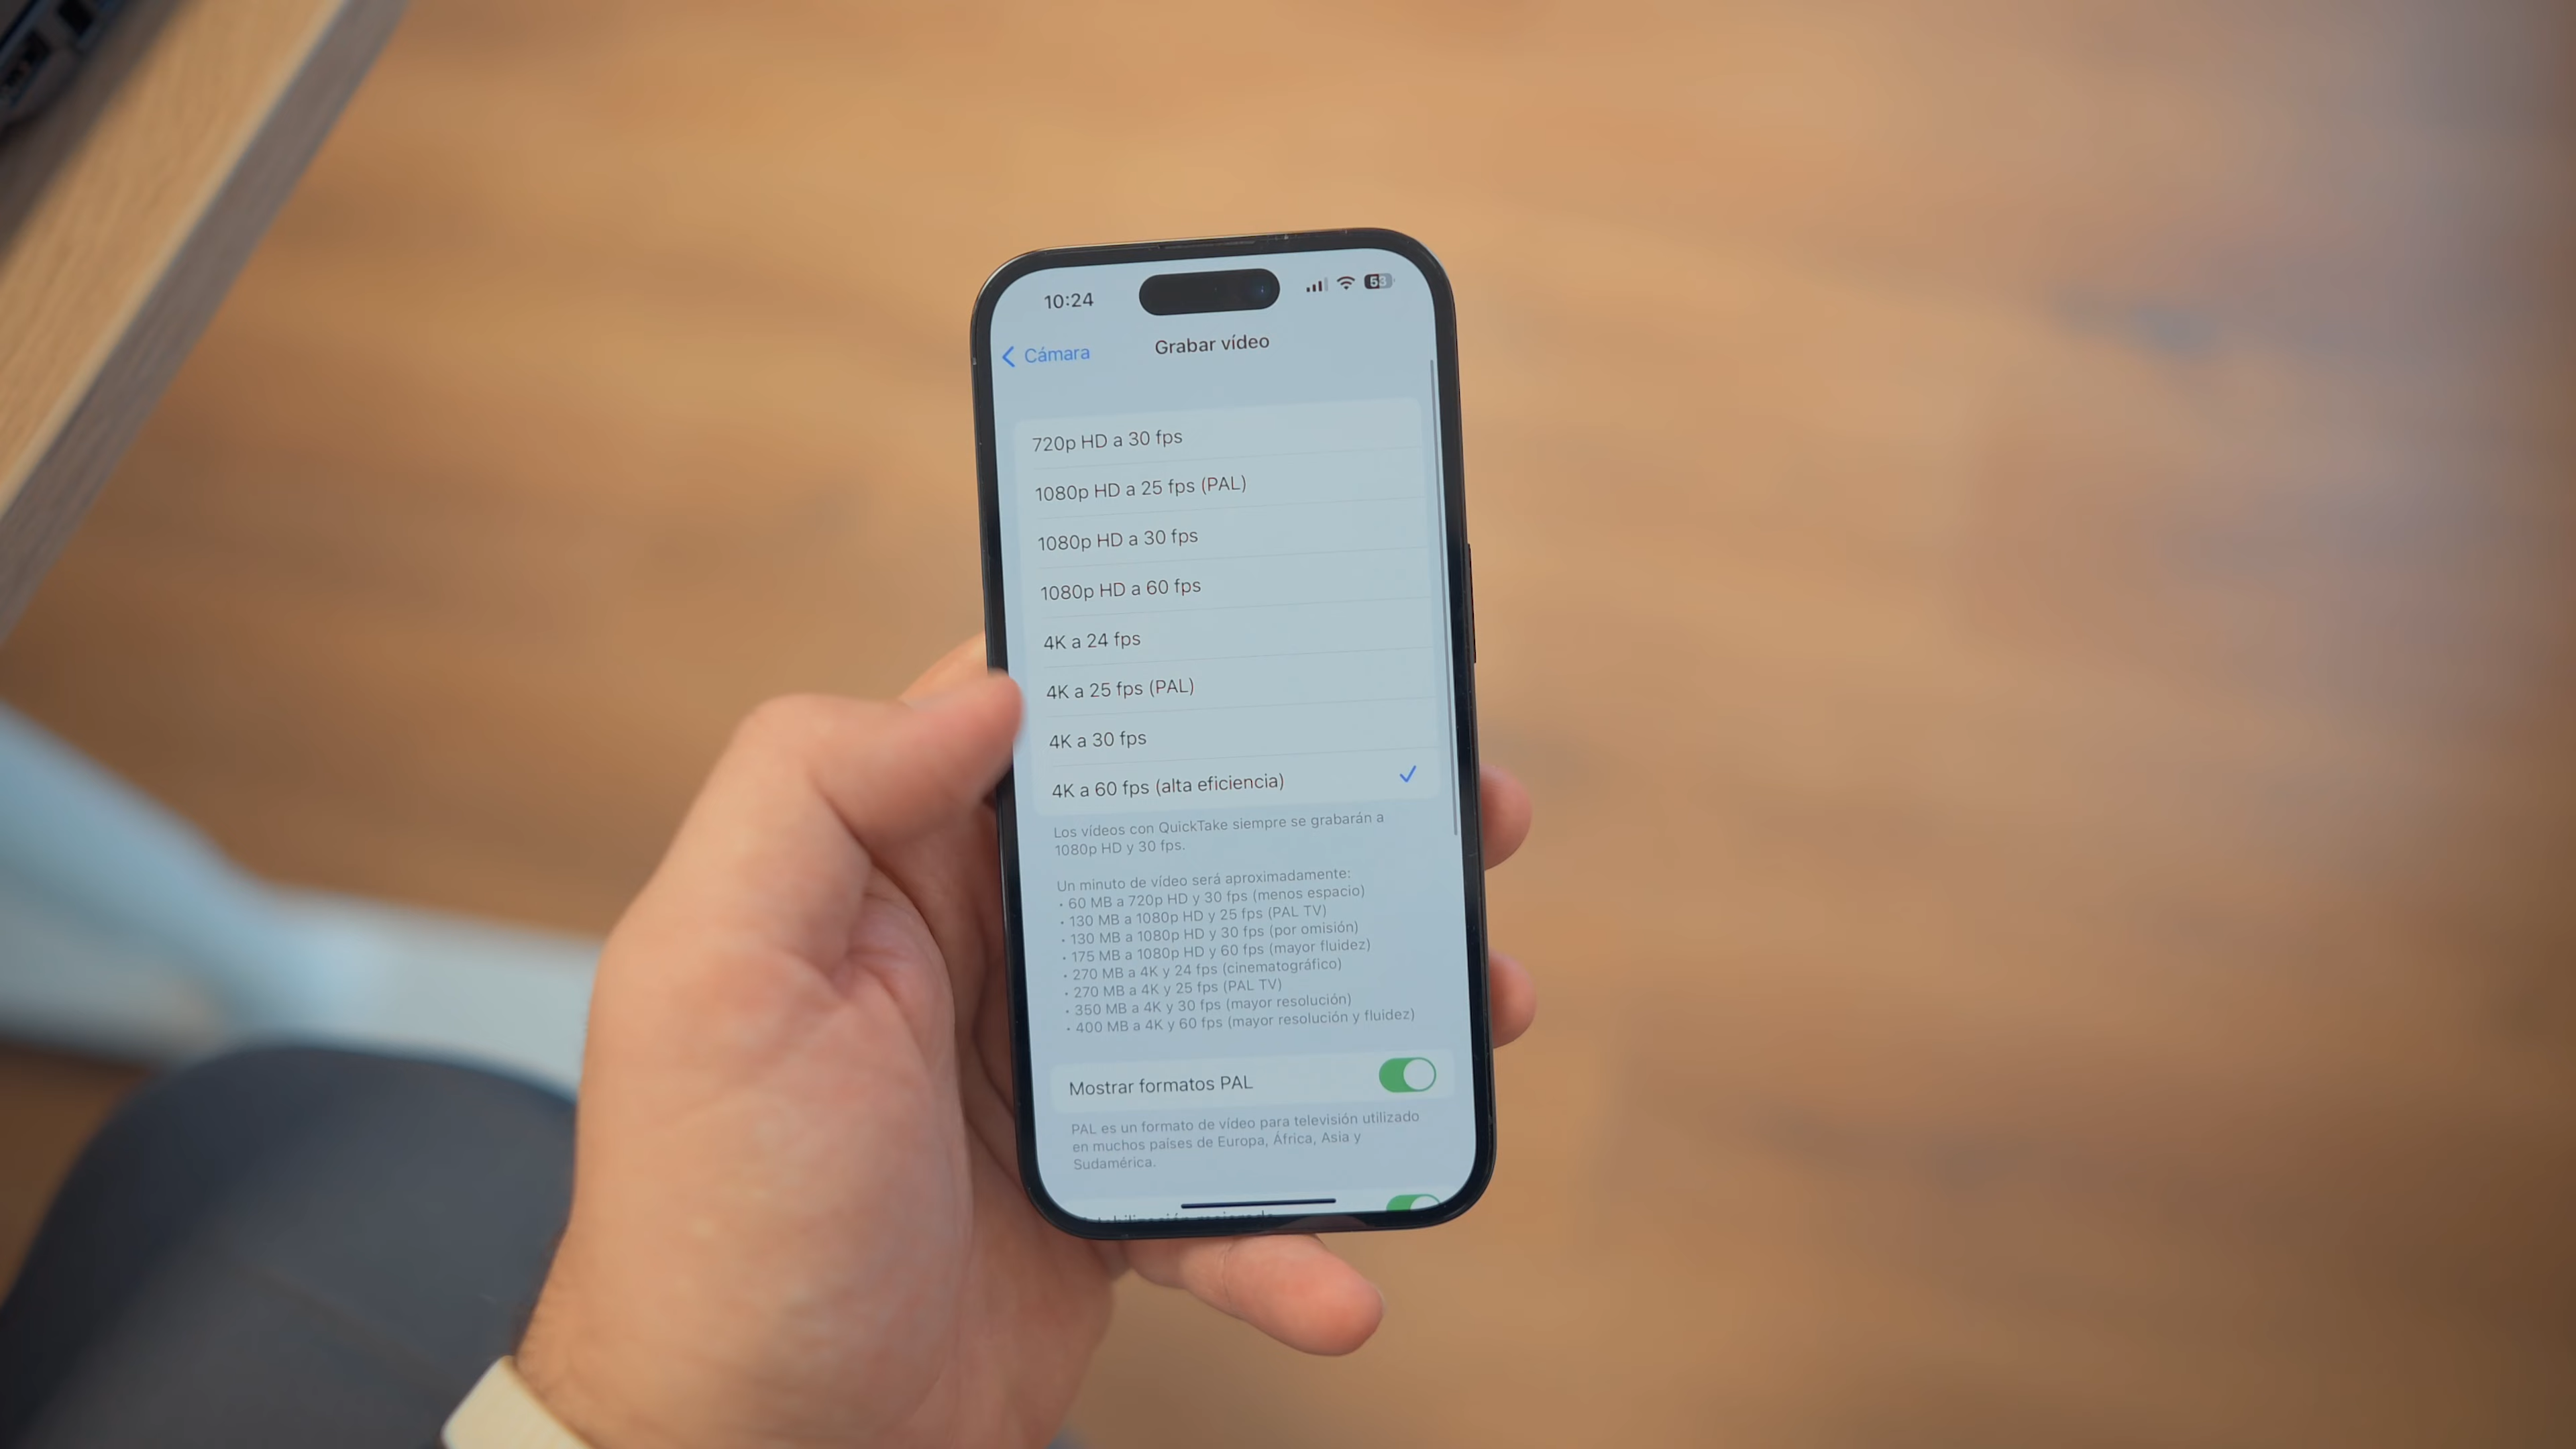 10:24
53
Cámara
Grabar vídeo
720p HD a 30 fps
1080p HD a 25 fps (PAL)
1080p HD a 30 fps
1080p HD a 60 fps
4K a 24 fps
4K a 25 fps (PAL)
4K a 30 fps
4K a 60 fps (alta eficiencia)
Los vídeos con QuickTake siempre se grabarán a
1080p HD y 30 fps.
Un minuto de vídeo será aproximadamente:
• 60 MB a 720p HD y 30 fps (menos espacio)
• 130 MB a 1080p HD y 25 fps (PAL TV)
• 130 MB a 1080p HD y 30 fps (por omisión)
• 175 MB a 1080p HD y 60 fps (mayor fluidez)
• 270 MB a 4K y 24 fps (cinematográfico)
• 270 MB a 4K y 25 fps (PAL TV)
• 350 MB a 4K y 30 fps (mayor resolución)
• 400 MB a 4K y 60 fps (mayor resolución y fluidez)
Mostrar formatos PAL
PAL es un formato de vídeo para televisión utilizado
en muchos países de Europa, África, Asia y
Sudamérica.